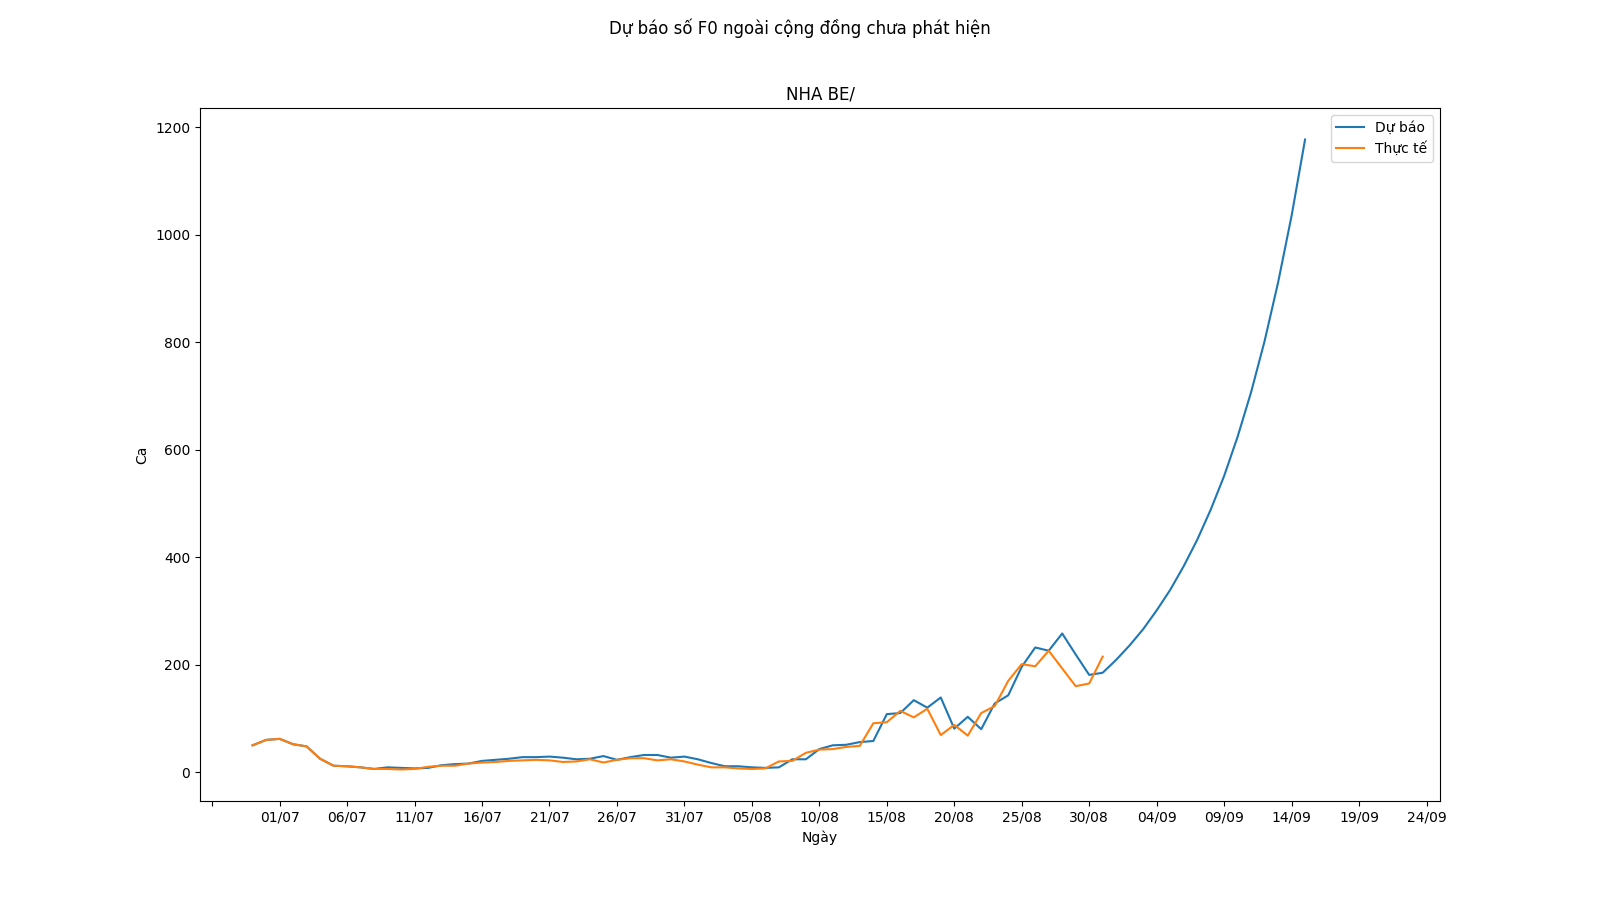 Dự báo số F0 ngoài cộng đồng chưa phát hiện
NHA BE/
Dự báo
Thực tế
1200
1000
800
600
400
200
0
Ca
01/07 06/07 11/07 16/07 21/07 26/07 31/07 05/08 10/08 15/08 20/08 25/08 30/08 04/09 09/09 14/09 19/09 24/09
Ngày